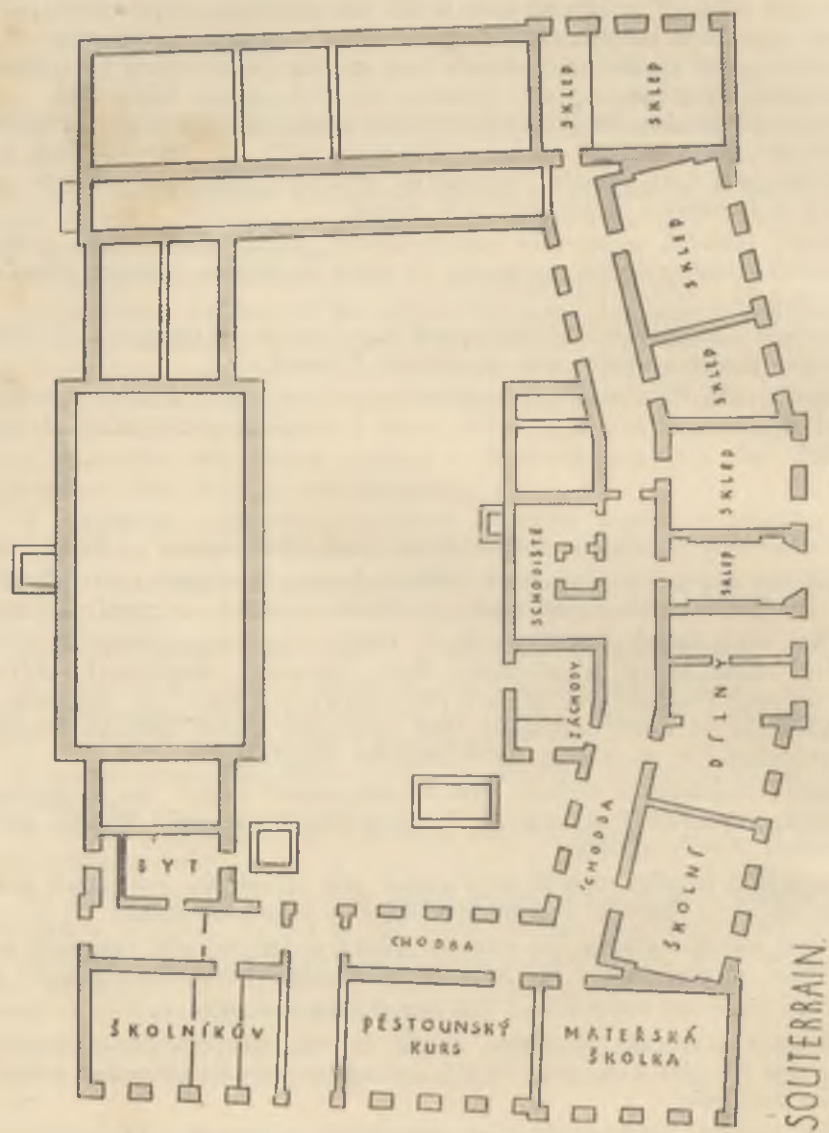 SKLEP
SKLEP
SKLEP
SKLEP
SKLEP
SKLEP
SCHODIŠTĚ
ZÁCHODY
DÍLNY
ŠKOLNÍ
CHODBA
BYT
CHODBA
ŠKOLNÍKŮV
PĚSTOUNSKÝ
KURS
MATEŘSKÁ
ŠKOLKA
SOUTERRAIN.